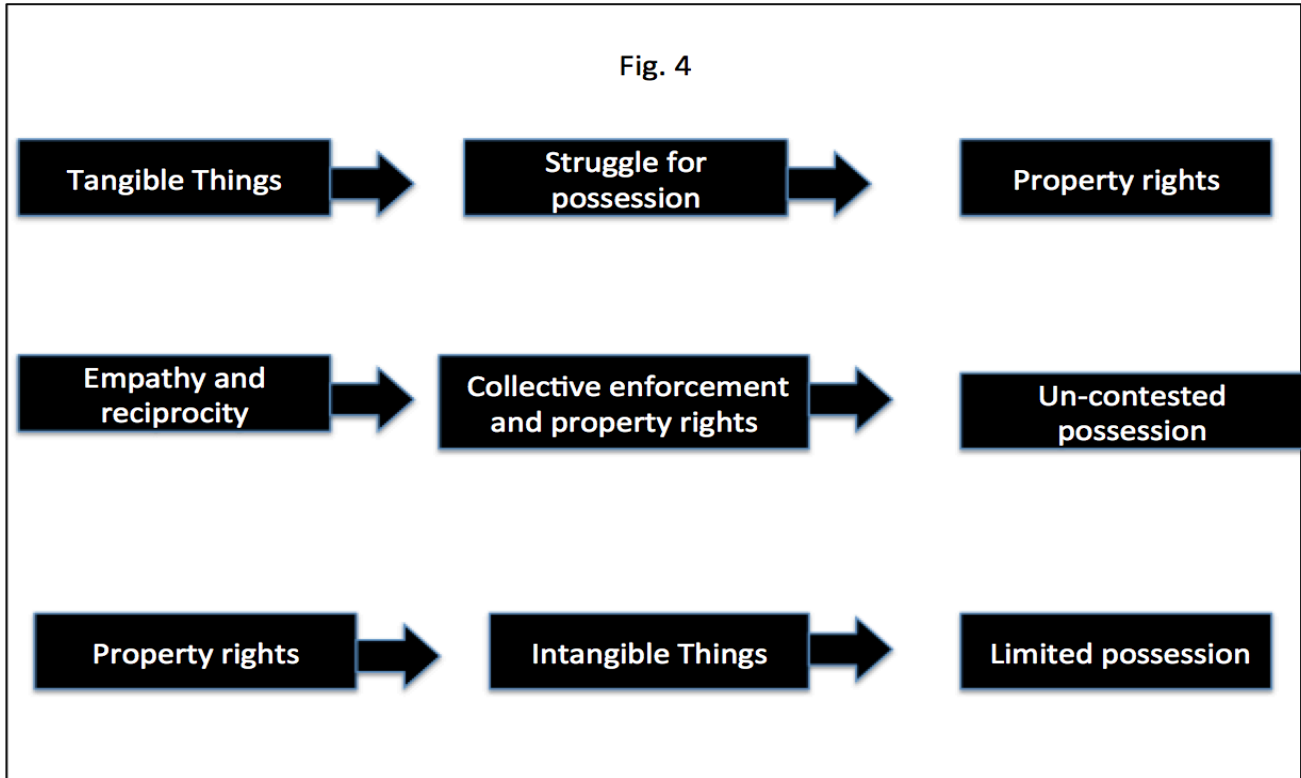 Fig. 4
Tangible Things
Struggle for
possession
Property rights
Empathy and
reciprocity
Collective enforcement
and property rights
Un-contested
possession
Property rights
Intangible Things
Limited possession